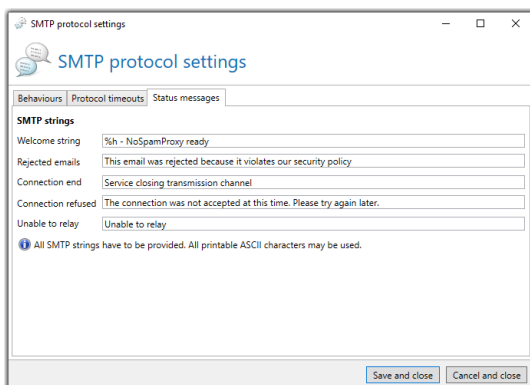 SMTP protocol settings
SMTP protocol settings
Behaviours Protocol timeouts Status messages
SMTP strings
Welcome string %h - NoSpamProxy ready
Rejected emails This email was rejected because it violates our security policy
Connection end Service closing transmission channel
Connection refused The connection was not accepted at this time. Please try again later.
Unable to relay Unable to relay
All SMTP strings have to be provided. All printable ASCII characters may be used.
Save and close Cancel and close